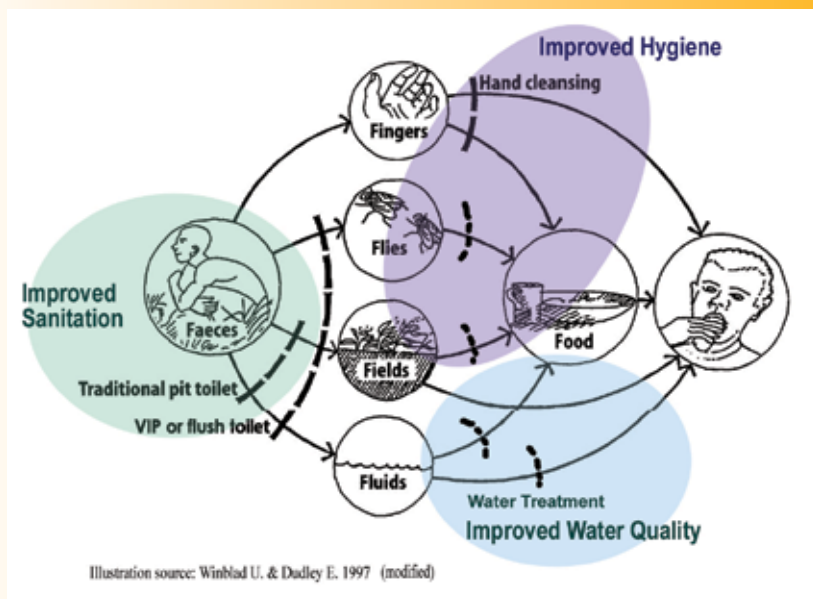 Improved Hygiene
Hand cleansing
Fingers
Flies
Improved
Sanitation
Faeces
Food
Fields
Traditional pit toilet
VIP or flush toilet
Fluids
Water Treatment
Improved Water Quality
Illustration source: Winblad U. & Dudley E. 1997 (modified)